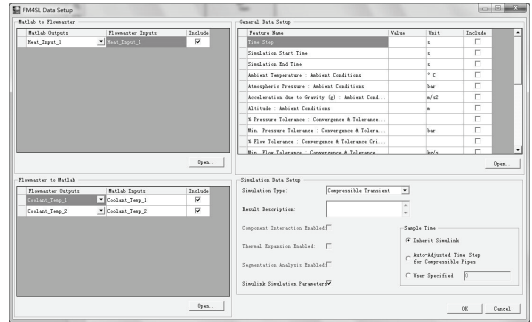 FM4SL Data Setup
Matlab to Flowmaster
Matlab Outputs Flowmaster Inputs Include
Heat_Input_1 Heat_Input_1
Open..
General Data Setup
Feature Name Value Unit Include
Time Step s
Simulation Start Time s
Simulation End Time s
Ambient Temperature : Ambient Conditions ° C
Atmospheric Pressure : Ambient Conditions bar
Acceleration due to Gravity (g) : Ambient Cond... m/s2
Altitude : Ambient Conditions m
% Pressure Tolerance : Convergence & Tolerance...
Min. Pressure Tolerance : Convergence & Tolera... bar
% Flow Tolerance : Convergence & Tolerance Cri...
Min. Flow Tolerance : Convergence & Tolerance
Open..
Flowmaster to Matlab
Flowmaster Outputs Matlab Inputs Include
Coolant_Temp_1 Coolant_Temp_1
Coolant_Temp_2 Coolant_Temp_2
Open..
Simulation Data Setup
Simulation Type: Compressible Transient
Result Description:
Component Interaction Enabled:
Thermal Expansion Enabled:
Segmentation Analysis Enabled:
Simulink Simulation Parameters
Sample Time
Inherit Simulink
Auto-Adjusted Time Step
for Compressible Pipes
User Specified 0
OK Cancel